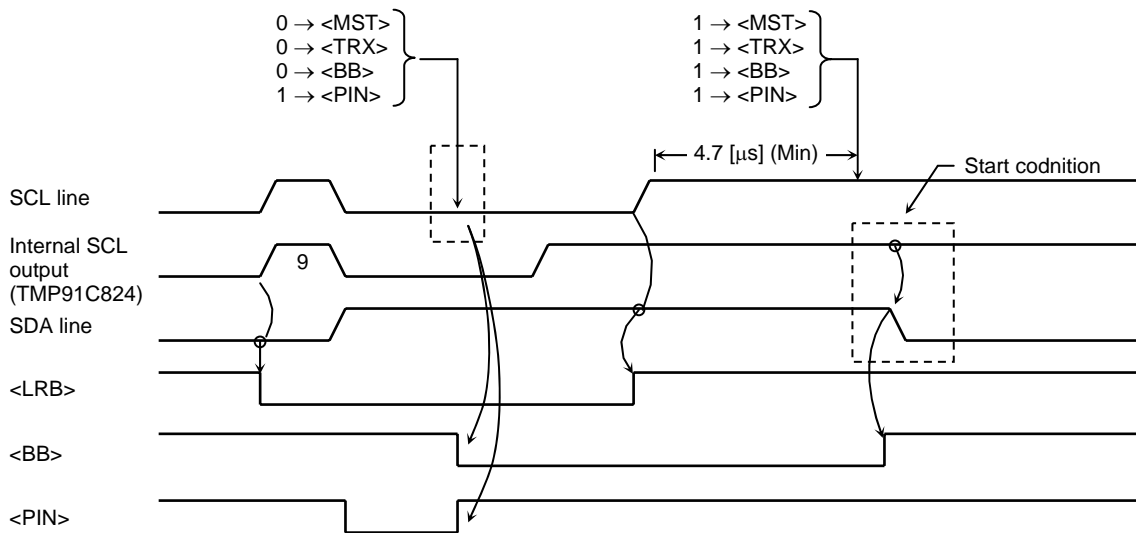 0 → <MST>
0 → <TRX>
0 → <BB>
1 → <PIN>
1 → <MST>
1 → <TRX>
1 → <BB>
1 → <PIN>
4.7 [μs] (Min)
Start codnition
SCL line
Internal SCL
output
(TMP91C824)
9
SDA line
<LRB>
<BB>
<PIN>